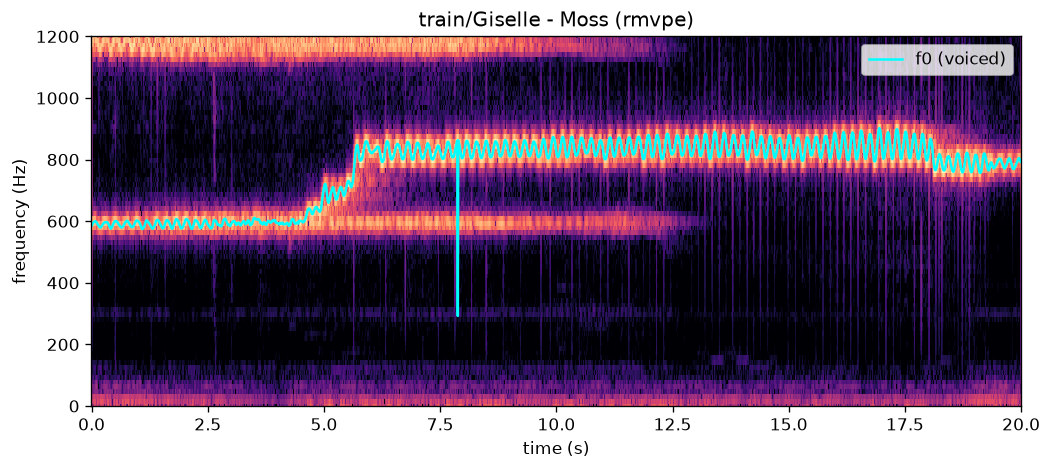 train/Giselle - Moss (rmvpe)
f0 (voiced)
frequency (Hz)
1200
1000
800
600
400
200
0
0.0 2.5 5.0 7.5 10.0 12.5 15.0 17.5 20.0
time (s)